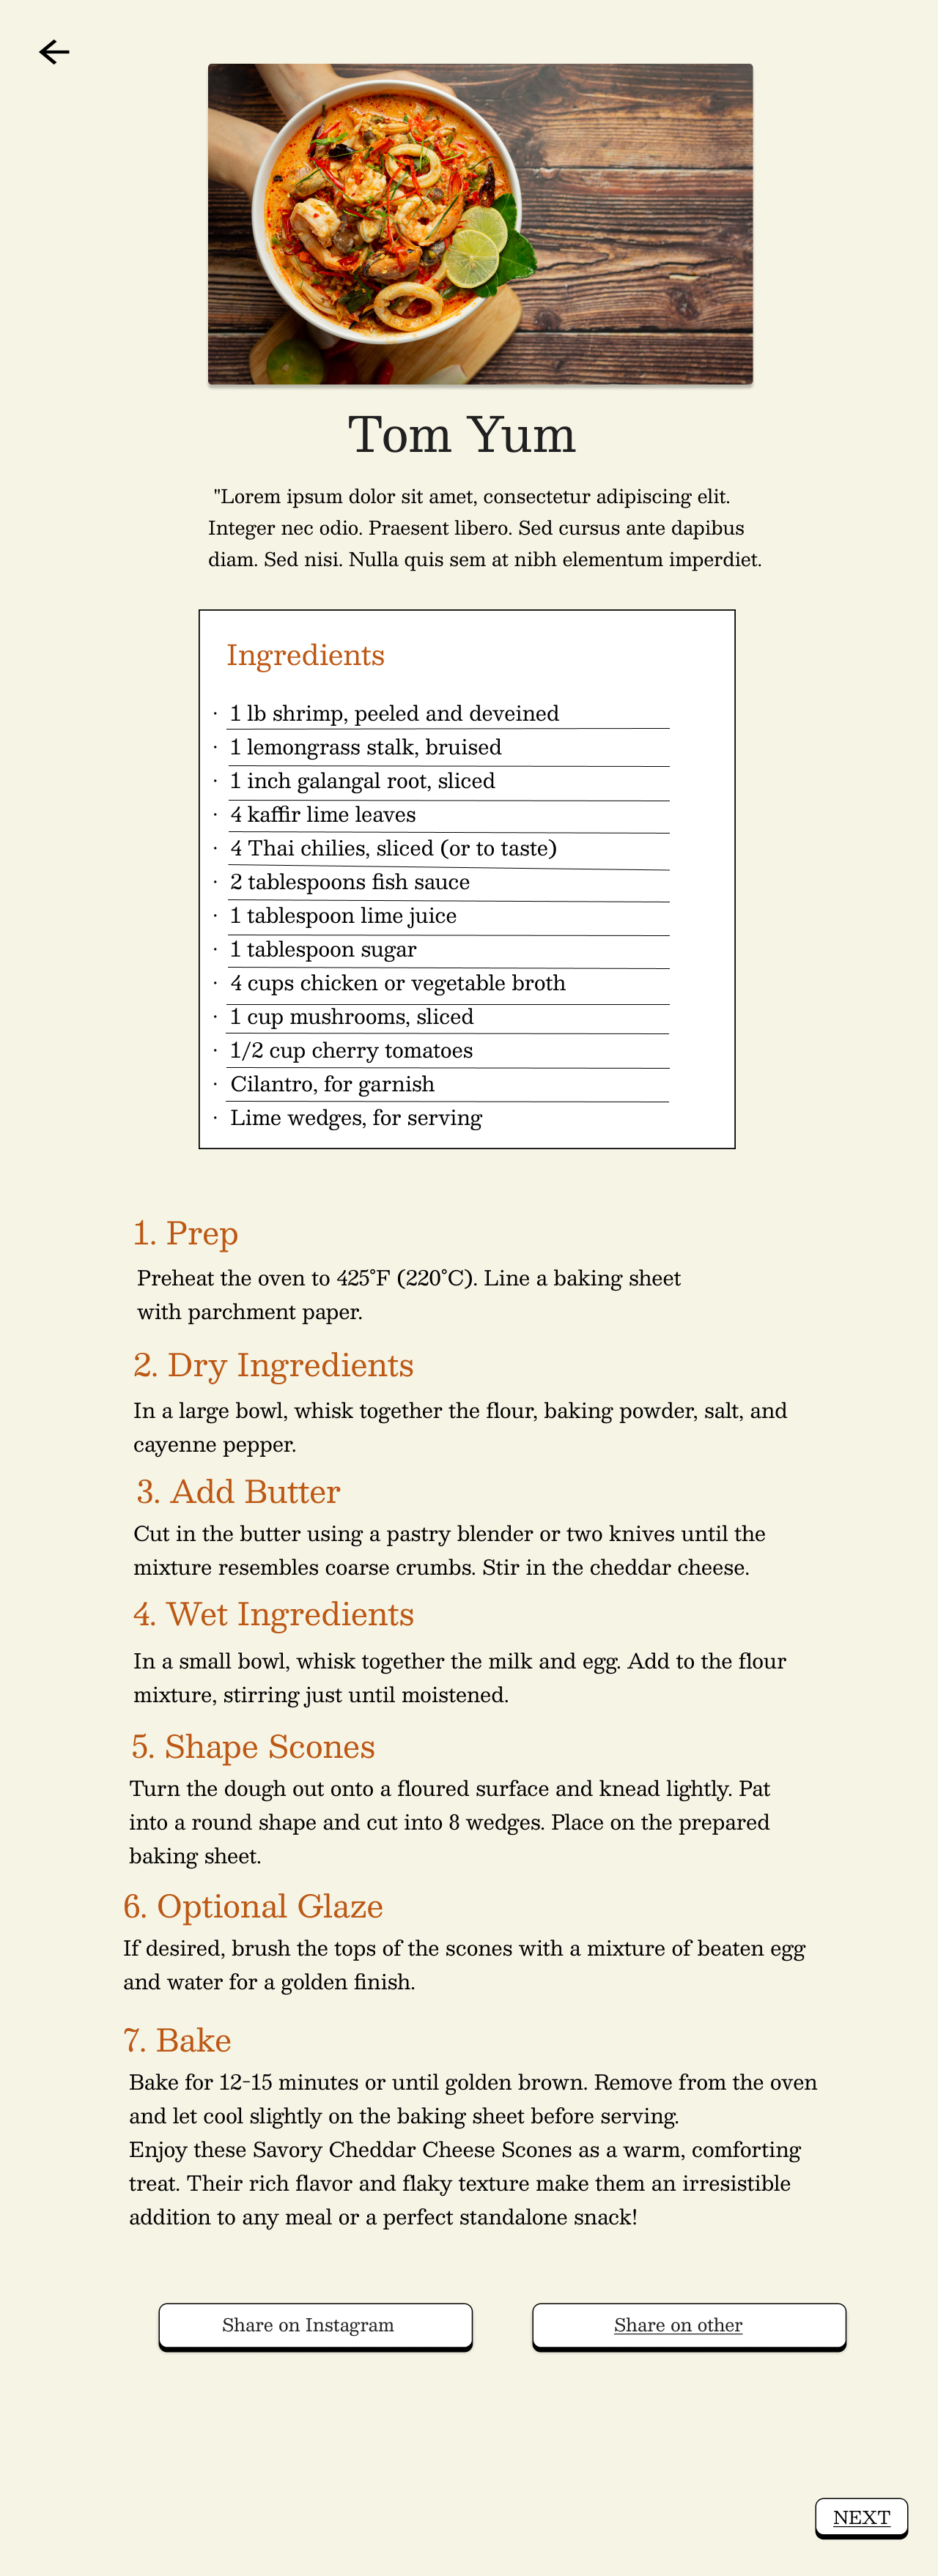 Tom Yum
"Lorem ipsum dolor sit amet, consectetur adipiscing elit.
Integer nec odio. Praesent libero. Sed cursus ante dapibus
diam. Sed nisi. Nulla quis sem at nibh elementum imperdiet.
Ingredients
· 1 lb shrimp, peeled and deveined
· 1 lemongrass stalk, bruised
· 1 inch galangal root, sliced
· 4 kaffir lime leaves
· 4 Thai chilies, sliced (or to taste)
· 2 tablespoons fish sauce
· 1 tablespoon lime juice
· 1 tablespoon sugar
· 4 cups chicken or vegetable broth
· 1 cup mushrooms, sliced
· 1/2 cup cherry tomatoes
· Cilantro, for garnish
· Lime wedges, for serving
1. Prep
Preheat the oven to 425°F (220°C). Line a baking sheet
with parchment paper.
2. Dry Ingredients
In a large bowl, whisk together the flour, baking powder, salt, and
cayenne pepper.
3. Add Butter
Cut in the butter using a pastry blender or two knives until the
mixture resembles coarse crumbs. Stir in the cheddar cheese.
4. Wet Ingredients
In a small bowl, whisk together the milk and egg. Add to the flour
mixture, stirring just until moistened.
5. Shape Scones
Turn the dough out onto a floured surface and knead lightly. Pat
into a round shape and cut into 8 wedges. Place on the prepared
baking sheet.
6. Optional Glaze
If desired, brush the tops of the scones with a mixture of beaten egg
and water for a golden finish.
7. Bake
Bake for 12-15 minutes or until golden brown. Remove from the oven
and let cool slightly on the baking sheet before serving.
Enjoy these Savory Cheddar Cheese Scones as a warm, comforting
treat. Their rich flavor and flaky texture make them an irresistible
addition to any meal or a perfect standalone snack!
Share on Instagram
Share on other
NEXT